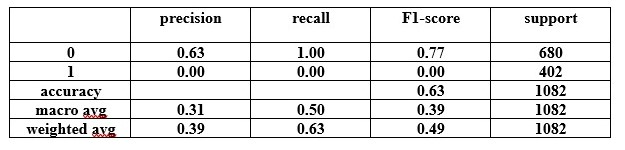 precision recall F1-score support
0 0.63 1.00 0.77 680
1 0.00 0.00 0.00 402
accuracy 0.63 1082
macro avg 0.31 0.50 0.39 1082
weighted avg 0.39 0.63 0.49 1082